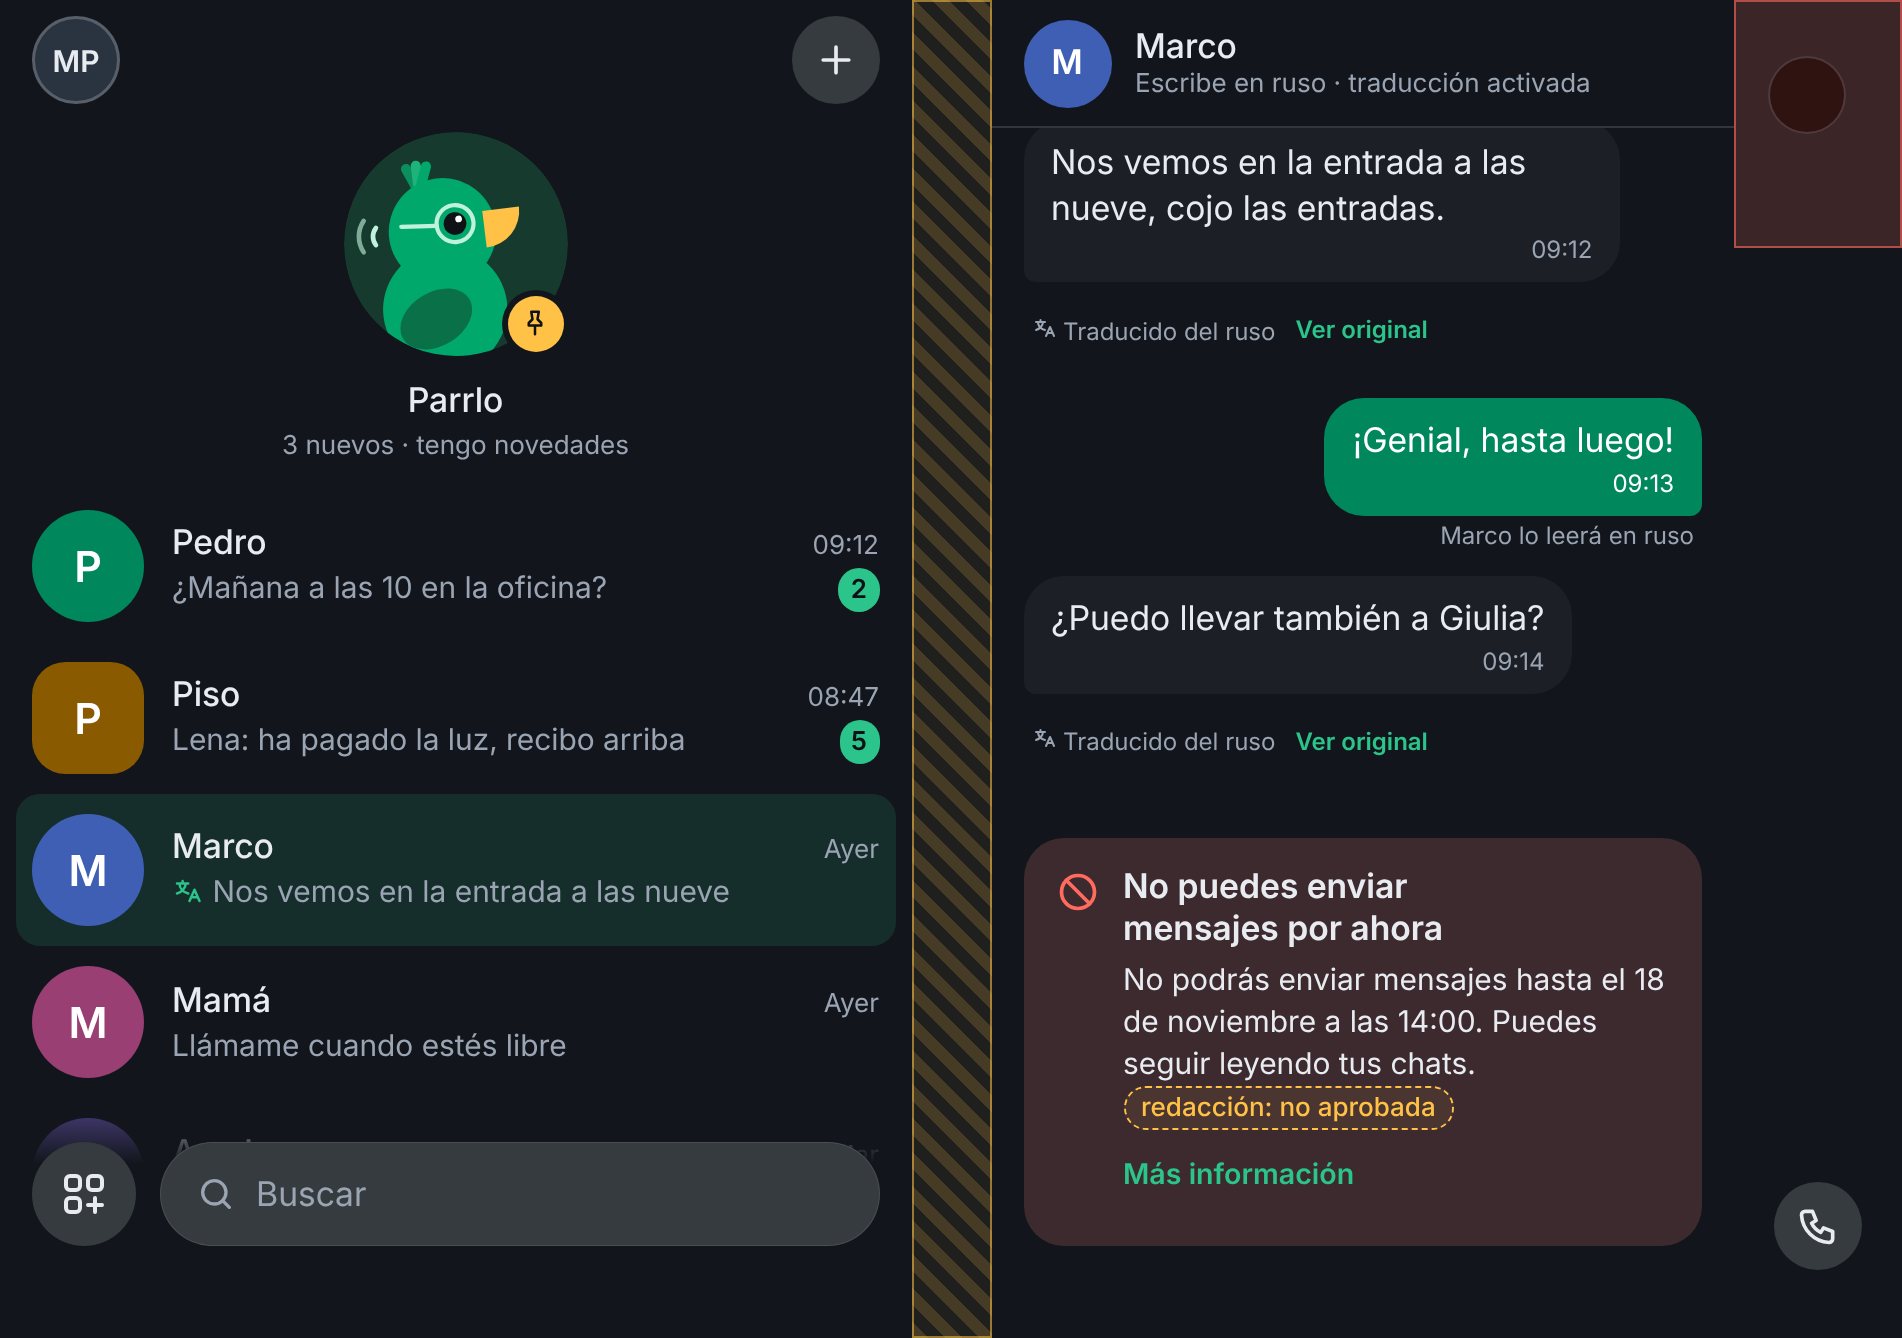 MP
Parrlo
3 nuevos · tengo novedades
P
Pedro
09:12
¿Mañana a las 10 en la oficina?
2
P
Piso
08:47
Lena: ha pagado la luz, recibo arriba
5
M
Marco
Ayer
Nos vemos en la entrada a las nueve
M
Mamá
Ayer
Llámame cuando estés libre
Buscar
M
Marco
Escribe en ruso · traducción activada
Nos vemos en la entrada a las
nueve, cojo las entradas.
09:12
Traducido del ruso Ver original
¡Genial, hasta luego!
09:13
Marco lo leerá en ruso
¿Puedo llevar también a Giulia?
09:14
Traducido del ruso Ver original
No puedes enviar
mensajes por ahora
No podrás enviar mensajes hasta el 18
de noviembre a las 14:00. Puedes
seguir leyendo tus chats.
redacción: no aprobada
Más información